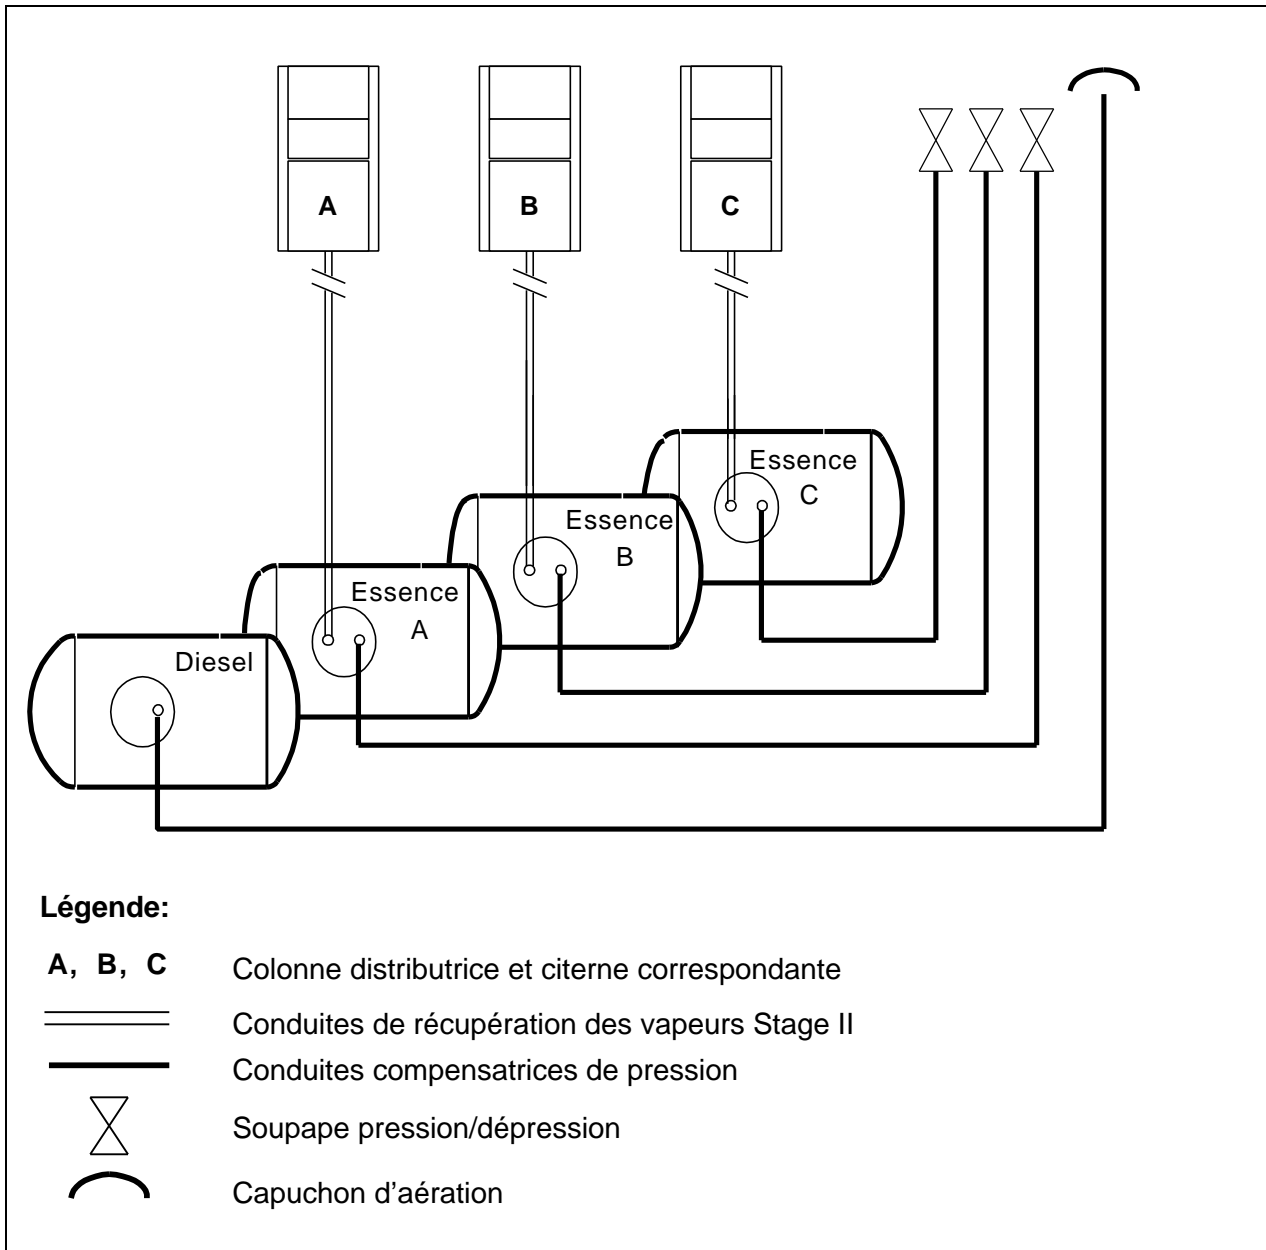 A B C
Essence
C
Essence
B
Essence
A
Diesel
Légende:
A, B, C Colonne distributrice et citerne correspondante
Conduites de récupération des vapeurs Stage II
Conduites compensatrices de pression
Soupape pression/dépression
Capuchon d'aération